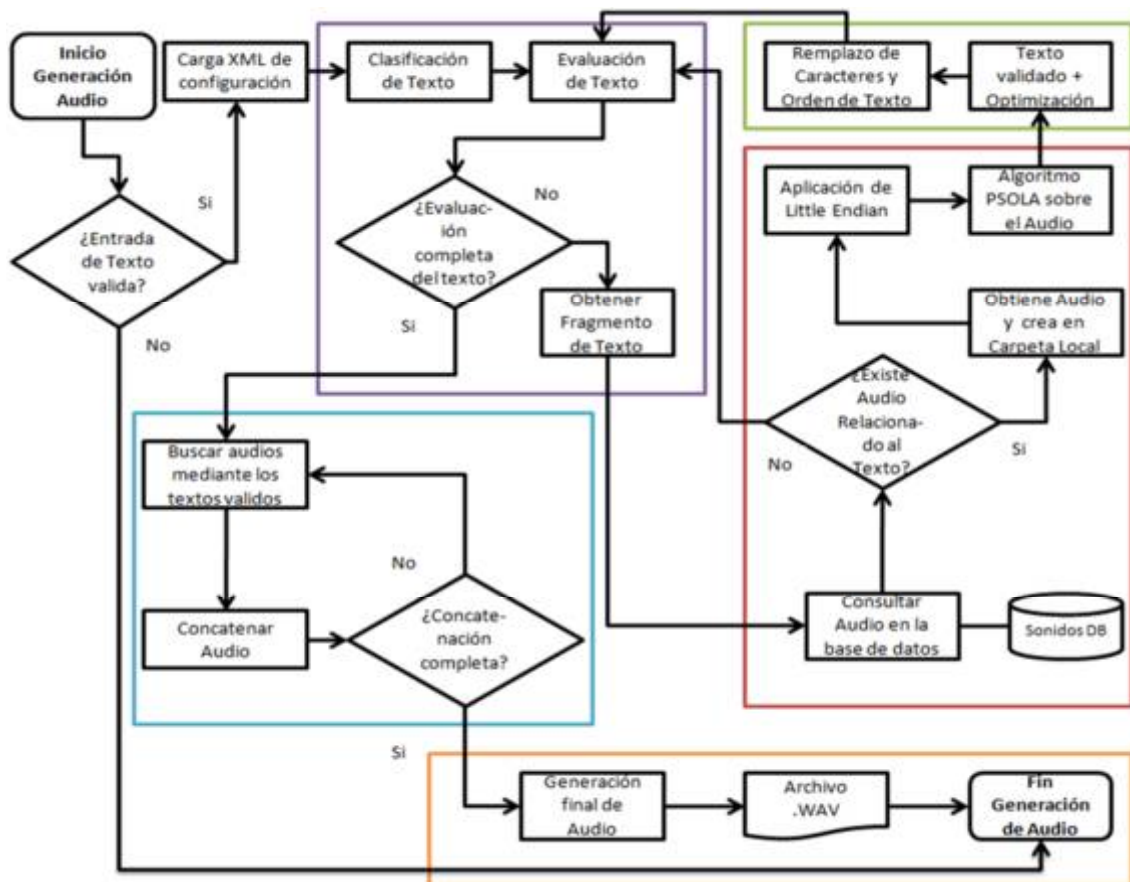 Inicio
Generación
Audio
Carga XML de
configuración
Clasificación
de Texto
Evaluación
de Texto
Remplazo de
Caracteres y
Orden de Texto
Texto
validado +
Optimización
Si
¿Entrada
de Texto
valida?
No
¿Evaluac-
ión
completa
del texto?
No
Si
Obtener
Fragmento
de Texto
Aplicación de
Little Endian
Algoritmo
PSOLA sobre
el Audio
Obtiene Audio
y crea en
Carpeta Local
¿Existe
Audio
Relaciona-
do al
Texto?
No
Si
Buscar audios
mediante los
textos validos
No
Concatenar
Audio
¿Concate-
nación
completa?
Si
Consultar
Audio en la
base de datos
Sonidos DB
Generación
final de
Audio
Archivo
.WAV
Fin
Generación
de Audio